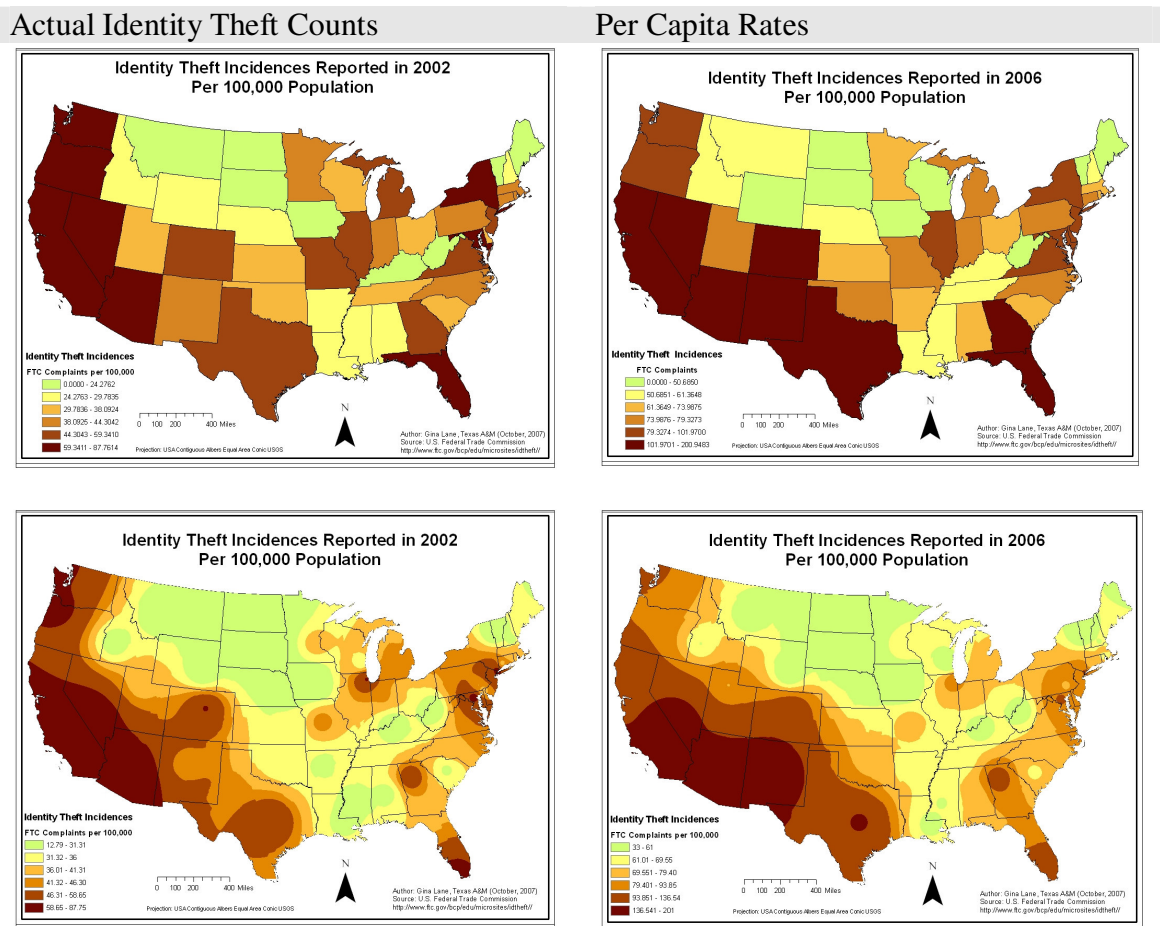 Actual Identity Theft Counts
Per Capita Rates
Identity Theft Incidences Reported in 2002
Per 100,000 Population
Identity Theft Incidences
FTC Complaints per 100,000
0.0000 - 24.2762
24.2763 - 29.7835
29.7836 - 38.0924
38.0925 - 44.3042
44.3043 - 59.3410
59.3411 - 87.7614
0 100 200 400 Miles
Projection: USA Contiguous Albers Equal Area Conic USGS
N
Author: Gina Lane, Texas A&M (October, 2007)
Source: U.S. Federal Trade Commission
http://www.ftc.gov/bcp/edu/microsites/idtheft//
Identity Theft Incidences Reported in 2006
Per 100,000 Population
Identity Theft Incidences
FTC Complaints
0.0000 - 50.6850
50.6851 - 61.3648
61.3649 - 73.9875
73.9876 - 79.3273
79.3274 - 101.9700
101.9701 - 200.9483
0 100 200 400 Miles
Projection: USA Contiguous Albers Equal Area Conic USGS
N
Author: Gina Lane, Texas A&M (October, 2007)
Source: U.S. Federal Trade Commission
http://www.ftc.gov/bcp/edu/microsites/idtheft//
Identity Theft Incidences Reported in 2002
Per 100,000 Population
Identity Theft Incidences
FTC Complaints per 100,000
12.79 - 31.31
31.32 - 36
36.01 - 41.31
41.32 - 46.30
46.31 - 58.65
58.65 - 87.75
0 100 200 400 Miles
Projection: USA Contiguous Albers Equal Area Conic USGS
N
Author: Gina Lane, Texas A&M (October, 2007)
Source: U.S. Federal Trade Commission
http://www.ftc.gov/bcp/edu/microsites/idtheft//
Identity Theft Incidences Reported in 2006
Per 100,000 Population
Identity Theft Incidences
FTC Complaints per 100,000
33 - 61
61.01 - 69.55
69.551 - 79.40
79.401 - 93.85
93.851 - 136.54
136.541 - 201
0 100 200 400 Miles
Projection: USA Contiguous Albers Equal Area Conic USGS
N
Author: Gina Lane, Texas A&M (October, 2007)
Source: U.S. Federal Trade Commission
http://www.ftc.gov/bcp/edu/microsites/idtheft//